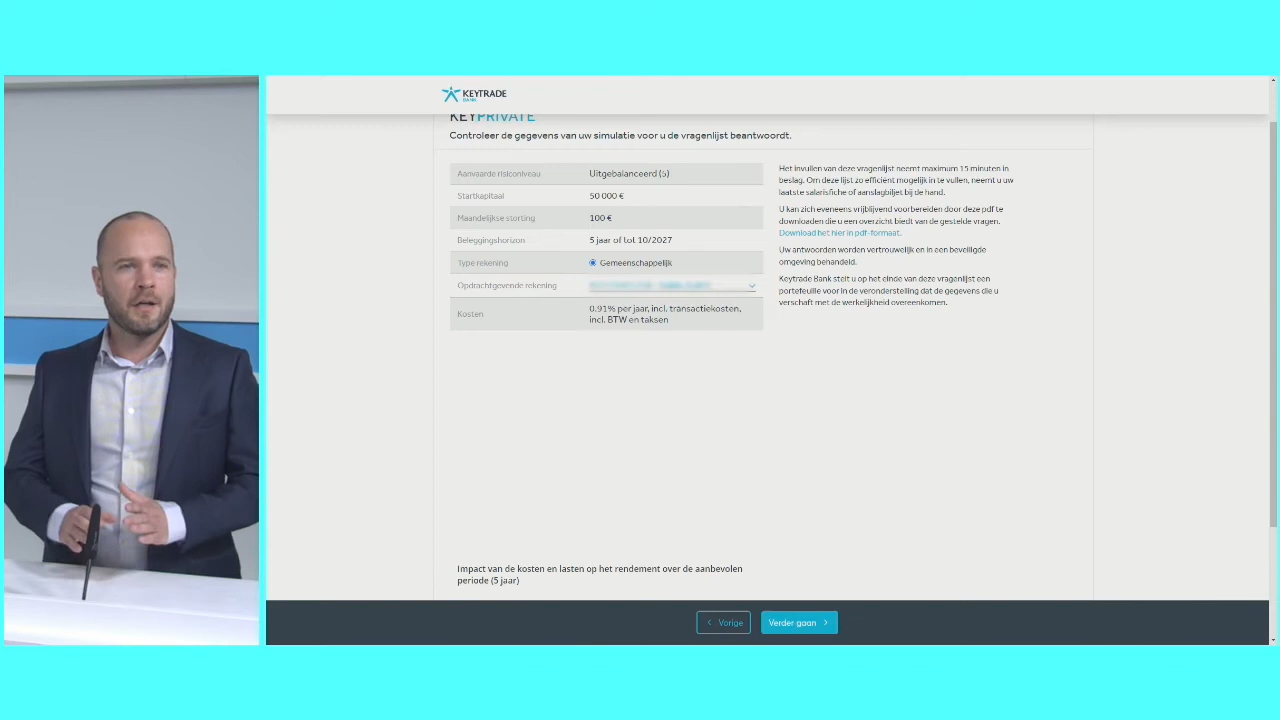 KEYTRADE
BANK
KEYPRIVATE
Controleer de gegevens van uw simulatie voor u de vragenlijst beantwoordt.
Aanvaarde risiconiveau Uitgebalanceerd (5)
Startkapitaal 50 000 €
Maandelijkse storting 100 €
Beleggingshorizon 5 jaar of tot 10/2027
Type rekening Gemeenschappelijk
Opdrachtgevende rekening
Kosten 0.91% per jaar, incl. transactiekosten,
incl. BTW en taksen
Het invullen van deze vragenlijst neemt maximum 15 minuten in
beslag. Om deze lijst zo efficiënt mogelijk in te vullen, neemt u uw
laatste salarisfiche of aanslagbiljet bij de hand.
U kan zich eveneens vrijblijvend voorbereiden door deze pdf te
downloaden die u een overzicht biedt van de gestelde vragen.
Download het hier in pdf-formaat.
Uw antwoorden worden vertrouwelijk en in een beveiligde
omgeving behandeld.
Keytrade Bank stelt u op het einde van deze vragenlijst een
portefeuille voor in de veronderstelling dat de gegevens die u
verschaft met de werkelijkheid overeenkomen.
Impact van de kosten en lasten op het rendement over de aanbevolen
periode (5 jaar)
Vorige
Verder gaan